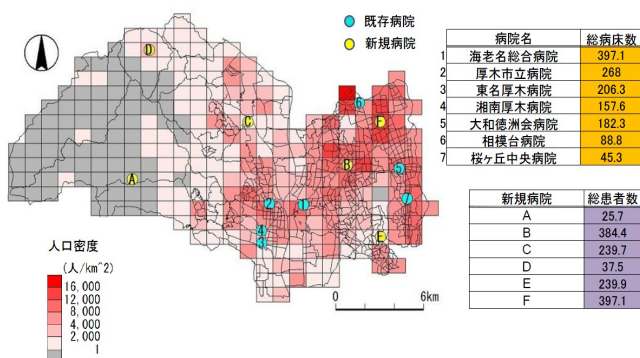 既存病院
新規病院
D
6
F
C
B
5
A
2 1 7
4
3
E
人口密度
(人/km^2)
16,000
12,000
8,000
4,000
2,000
1
0 6km
病院名 総病床数
1 海老名総合病院 397.1
2 厚木市立病院 268
3 東名厚木病院 206.3
4 湘南厚木病院 157.6
5 大和徳洲会病院 182.3
6 相模台病院 88.8
7 桜ヶ丘中央病院 45.3
新規病院 総患者数
A 25.7
B 384.4
C 239.7
D 37.5
E 239.9
F 397.1